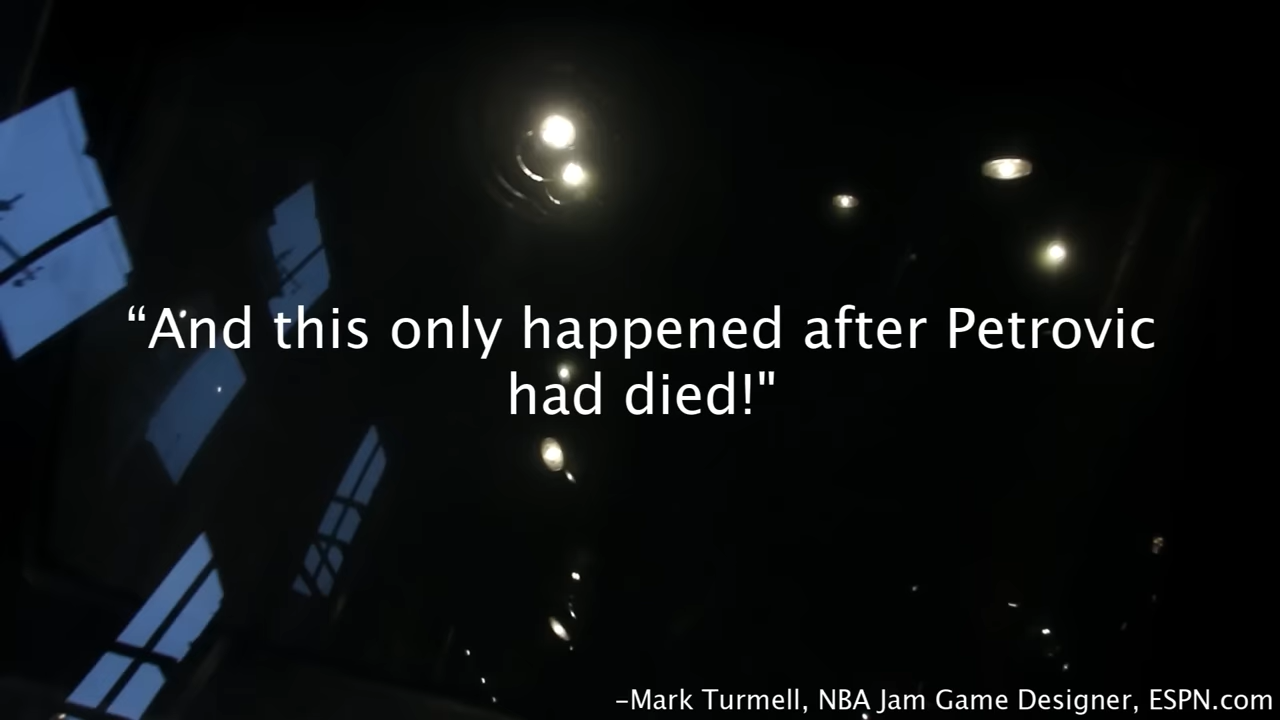 “And this only happened after Petrovic
had died!"
–Mark Turmell, NBA Jam Game Designer, ESPN.com